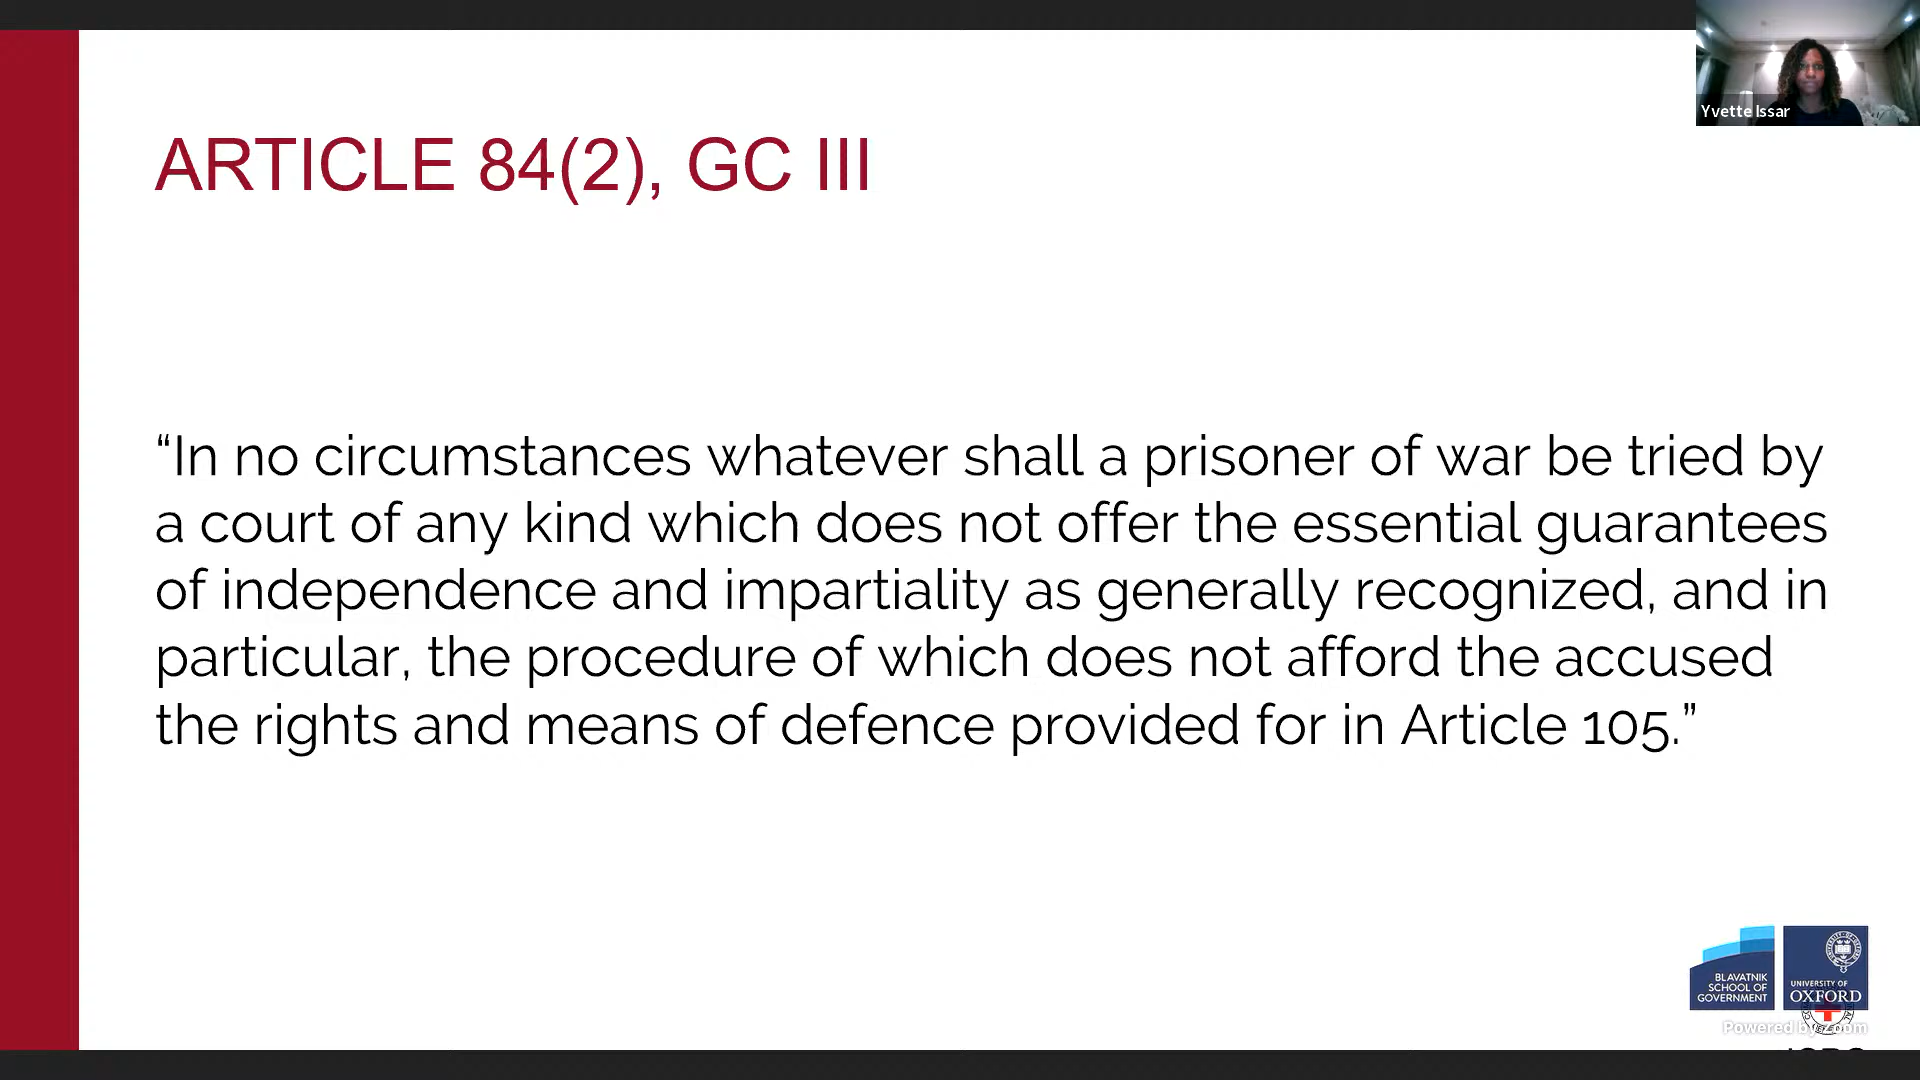 Yvette Issar
ARTICLE 84(2), GC III
“In no circumstances whatever shall a prisoner of war be tried by
a court of any kind which does not offer the essential guarantees
of independence and impartiality as generally recognized, and in
particular, the procedure of which does not afford the accused
the rights and means of defence provided for in Article 105.”
BLAVATNIK
SCHOOL OF
GOVERNMENT
UNIVERSITY OF
OXFORD
Powered by zoom